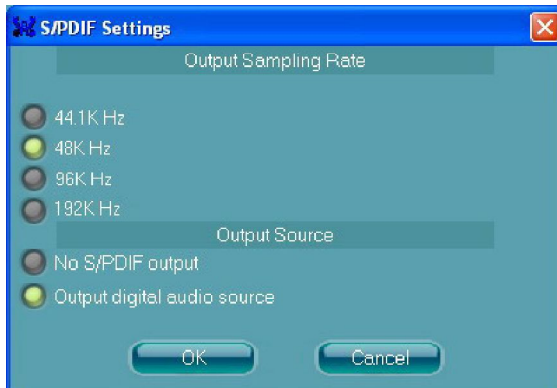 S/PDIF Settings
Output Sampling Rate
44.1K Hz
48K Hz
96K Hz
192K Hz
Output Source
No S/PDIF output
Output digital audio source
OK
Cancel